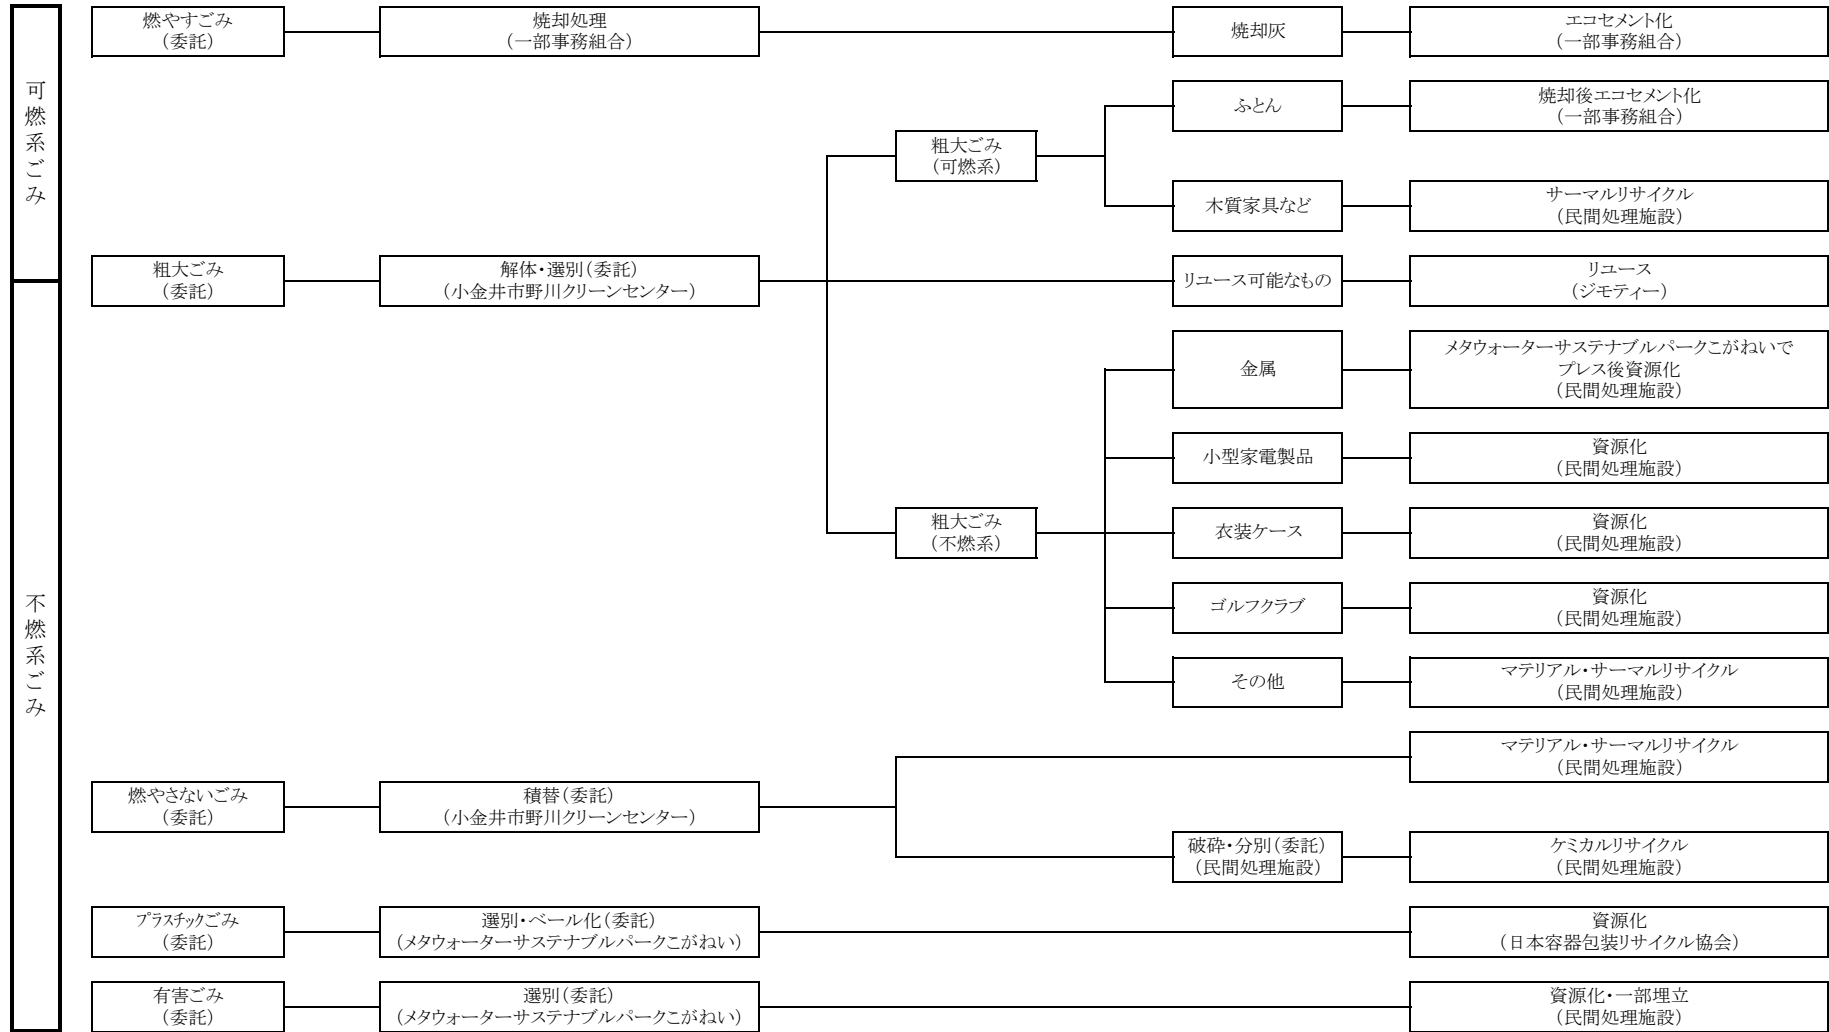 可燃系ごみ
燃やすごみ
（委託）
焼却処理
（一部事務組合）
焼却灰
エコセメント化
（一部事務組合）
粗大ごみ
（可燃系）
ふとん
焼却後エコセメント化
（一部事務組合）
木質家具など
サーマルリサイクル
（民間処理施設）
粗大ごみ
（委託）
解体・選別（委託）
（小金井市野川クリーンセンター）
リユース可能なもの
リユース
（ジモティー）
不燃系ごみ
粗大ごみ
（不燃系）
金属
メタウォーターサステナブルパークこがねいで
プレス後資源化
（民間処理施設）
小型家電製品
資源化
（民間処理施設）
衣装ケース
資源化
（民間処理施設）
ゴルフクラブ
資源化
（民間処理施設）
その他
マテリアル・サーマルリサイクル
（民間処理施設）
燃やさないごみ
（委託）
積替（委託）
（小金井市野川クリーンセンター）
マテリアル・サーマルリサイクル
（民間処理施設）
破砕・分別（委託）
（民間処理施設）
ケミカルリサイクル
（民間処理施設）
プラスチックごみ
（委託）
選別・ベール化（委託）
（メタウォーターサステナブルパークこがねい）
資源化
（日本容器包装リサイクル協会）
有害ごみ
（委託）
選別（委託）
（メタウォーターサステナブルパークこがねい）
資源化・一部埋立
（民間処理施設）